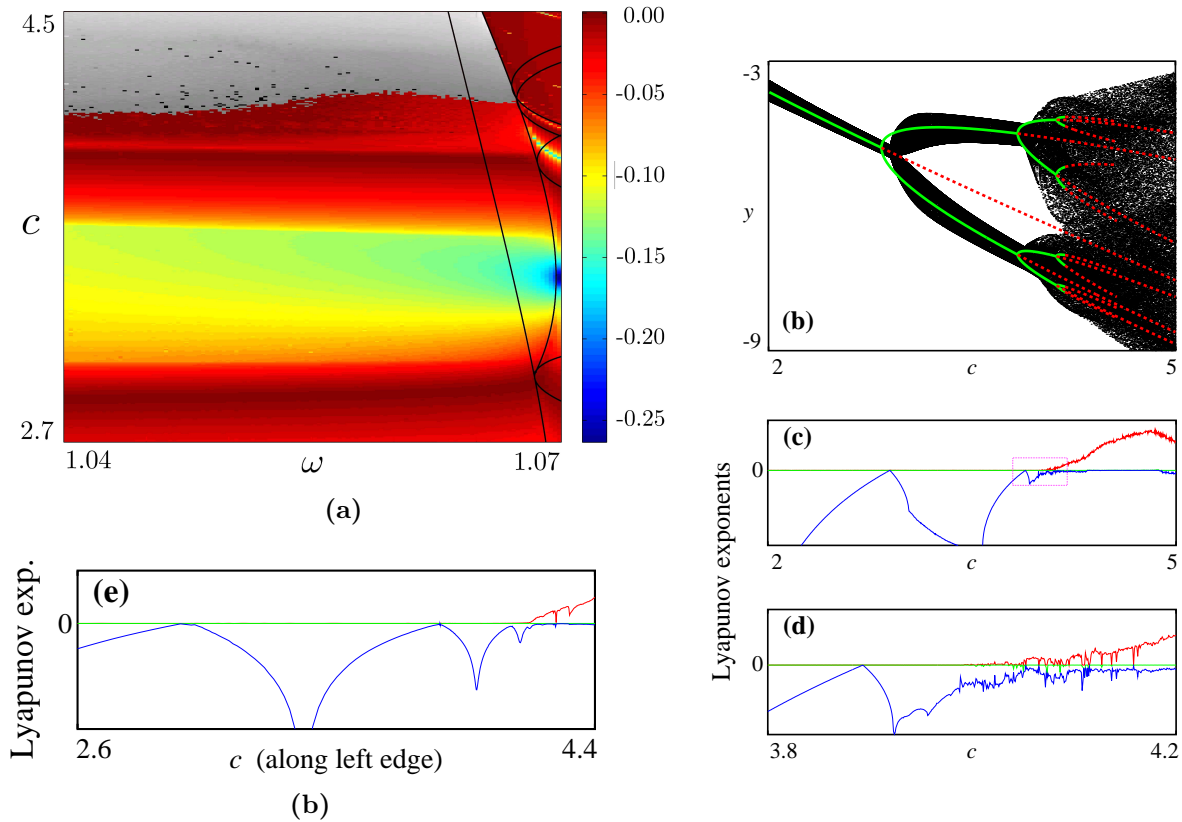 4.5
c
2.7
1.04
ω
1.07
0.00
-0.05
-0.10
-0.15
-0.20
-0.25
(a)
Lyapunov exp.
(e)
0
2.6
c (along left edge)
4.4
(b)
-3
y
-9
(b)
2
c
5
Lyapunov exponents
(c)
0
2
c
5
(d)
0
3.8
c
4.2